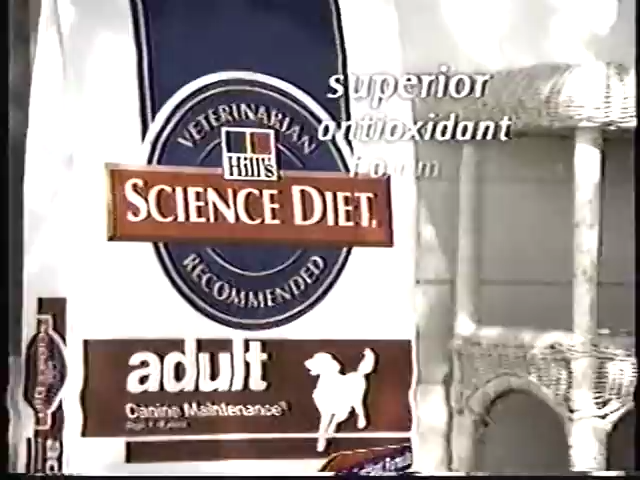 superior
antioxidant
VETERINARIAN
Hill's
SCIENCE DIET
RECOMMENDED
adult
Canine Maintenance